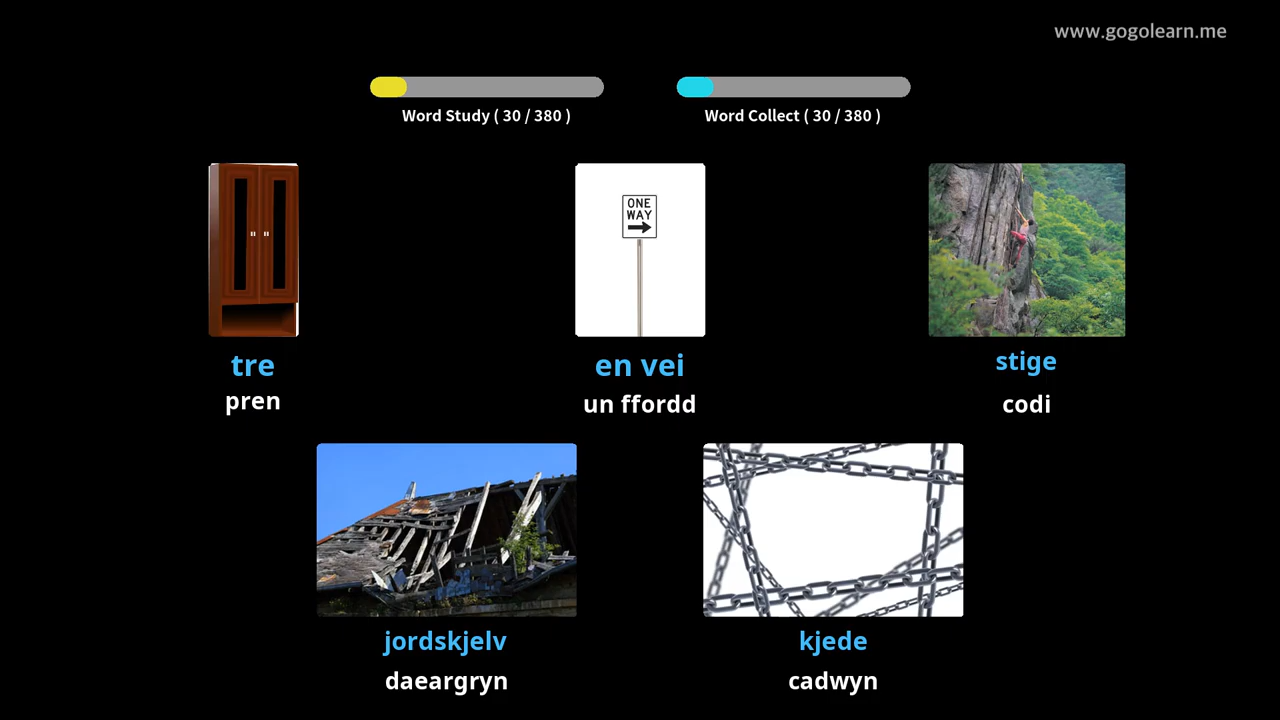 www.gogolearn.me
Word Study ( 30 / 380 )
Word Collect ( 30 / 380 )
ONE
WAY
tre
pren
en vei
un ffordd
stige
codi
jordskjelv
daeargryn
kjede
cadwyn